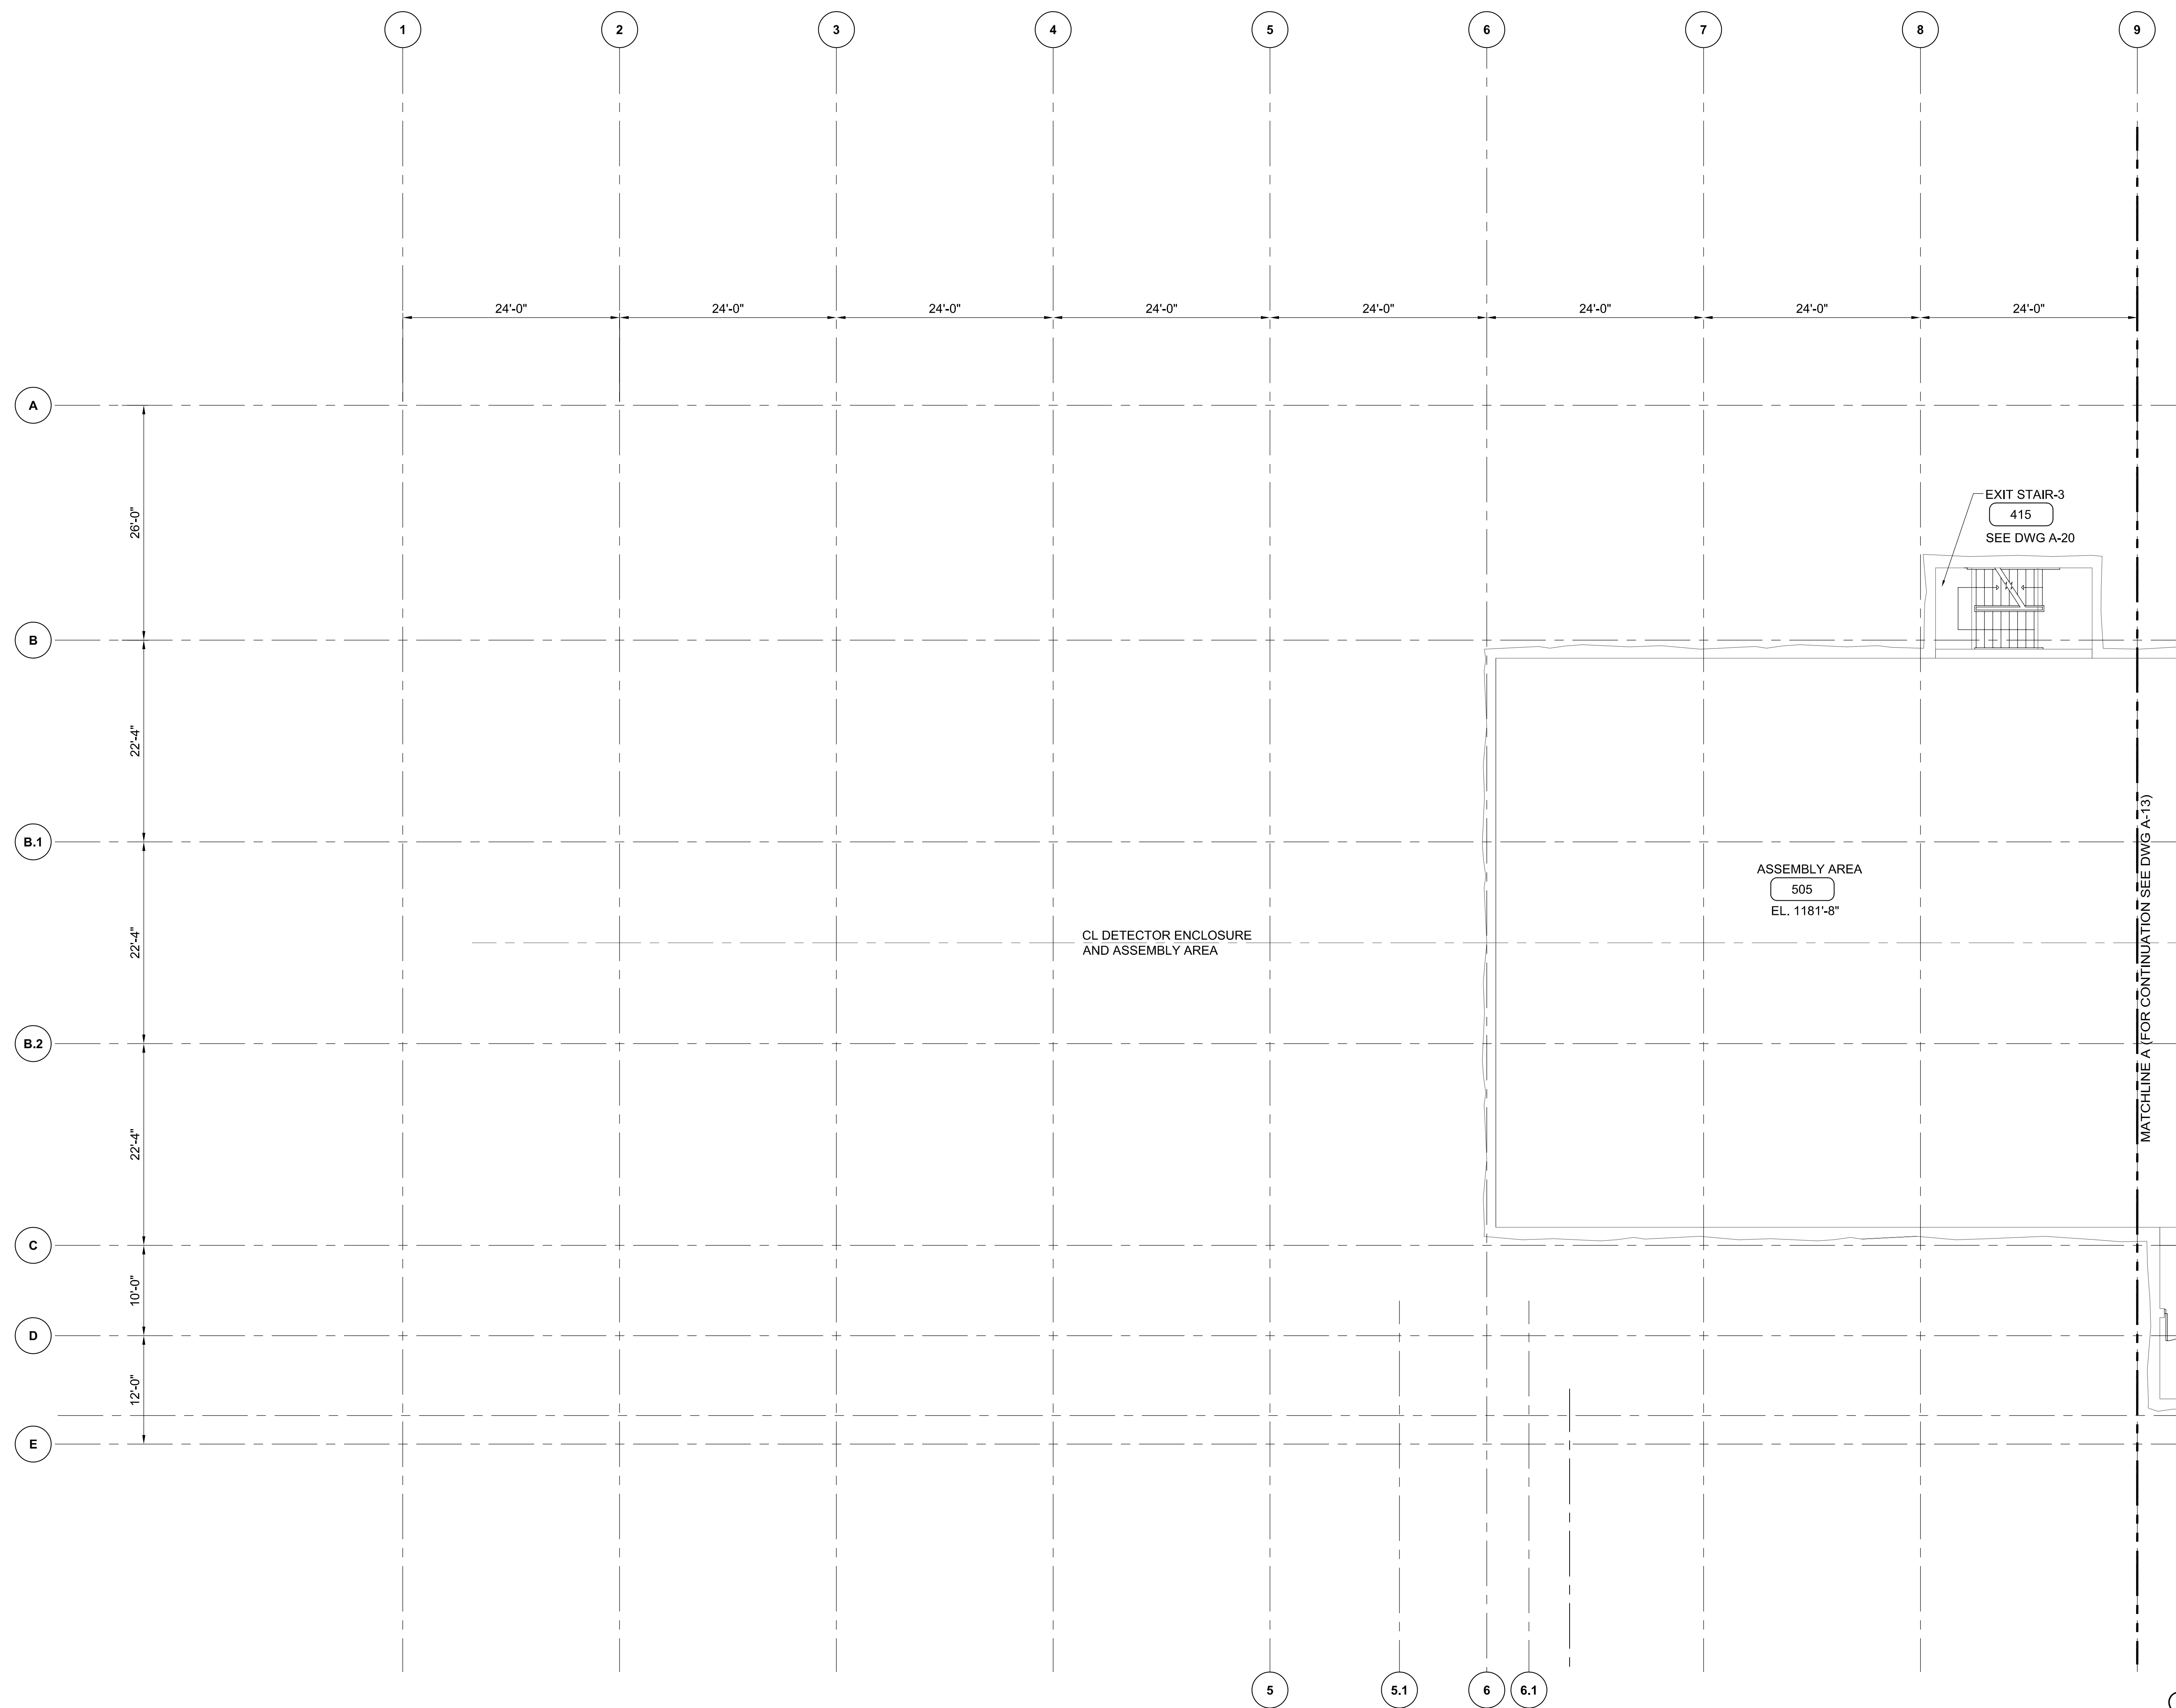 1
2
3
4
5
6
7
8
9
24'-0"
24'-0"
24'-0"
24'-0"
24'-0"
24'-0"
24'-0"
24'-0"
A
26'-0"
EXIT STAIR-3
415
SEE DWG A-20
B
22'-4"
B.1
ASSEMBLY AREA
505
EL. 1181'-8"
22'-4"
CL DETECTOR ENCLOSURE
AND ASSEMBLY AREA
MATCHLINE A (FOR CONTINUATION SEE DWG A-13)
B.2
22'-4"
C
10'-0"
D
12'-0"
E
5
5.1
6
6.1